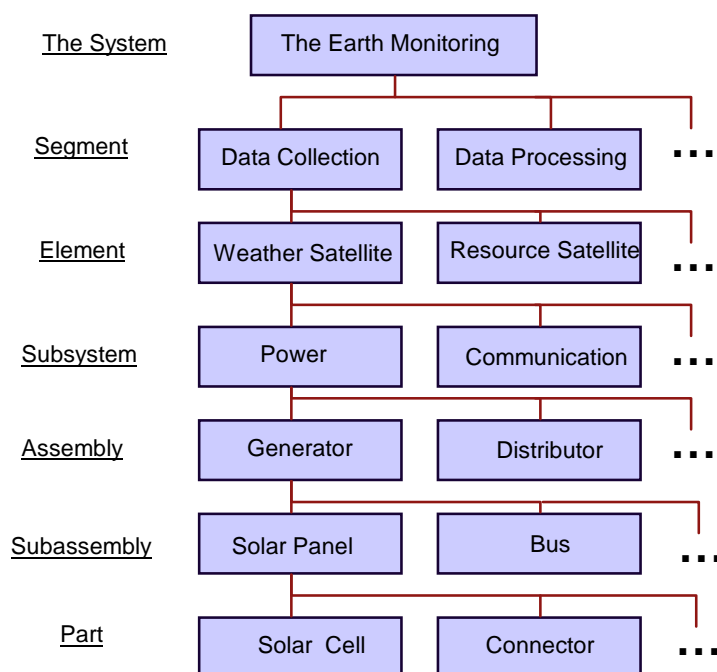 The System
The Earth Monitoring
Segment
Data Collection
Data Processing
...
Element
Weather Satellite
Resource Satellite
...
Subsystem
Power
Communication
...
Assembly
Generator
Distributor
...
Subassembly
Solar Panel
Bus
...
Part
Solar Cell
Connector
...